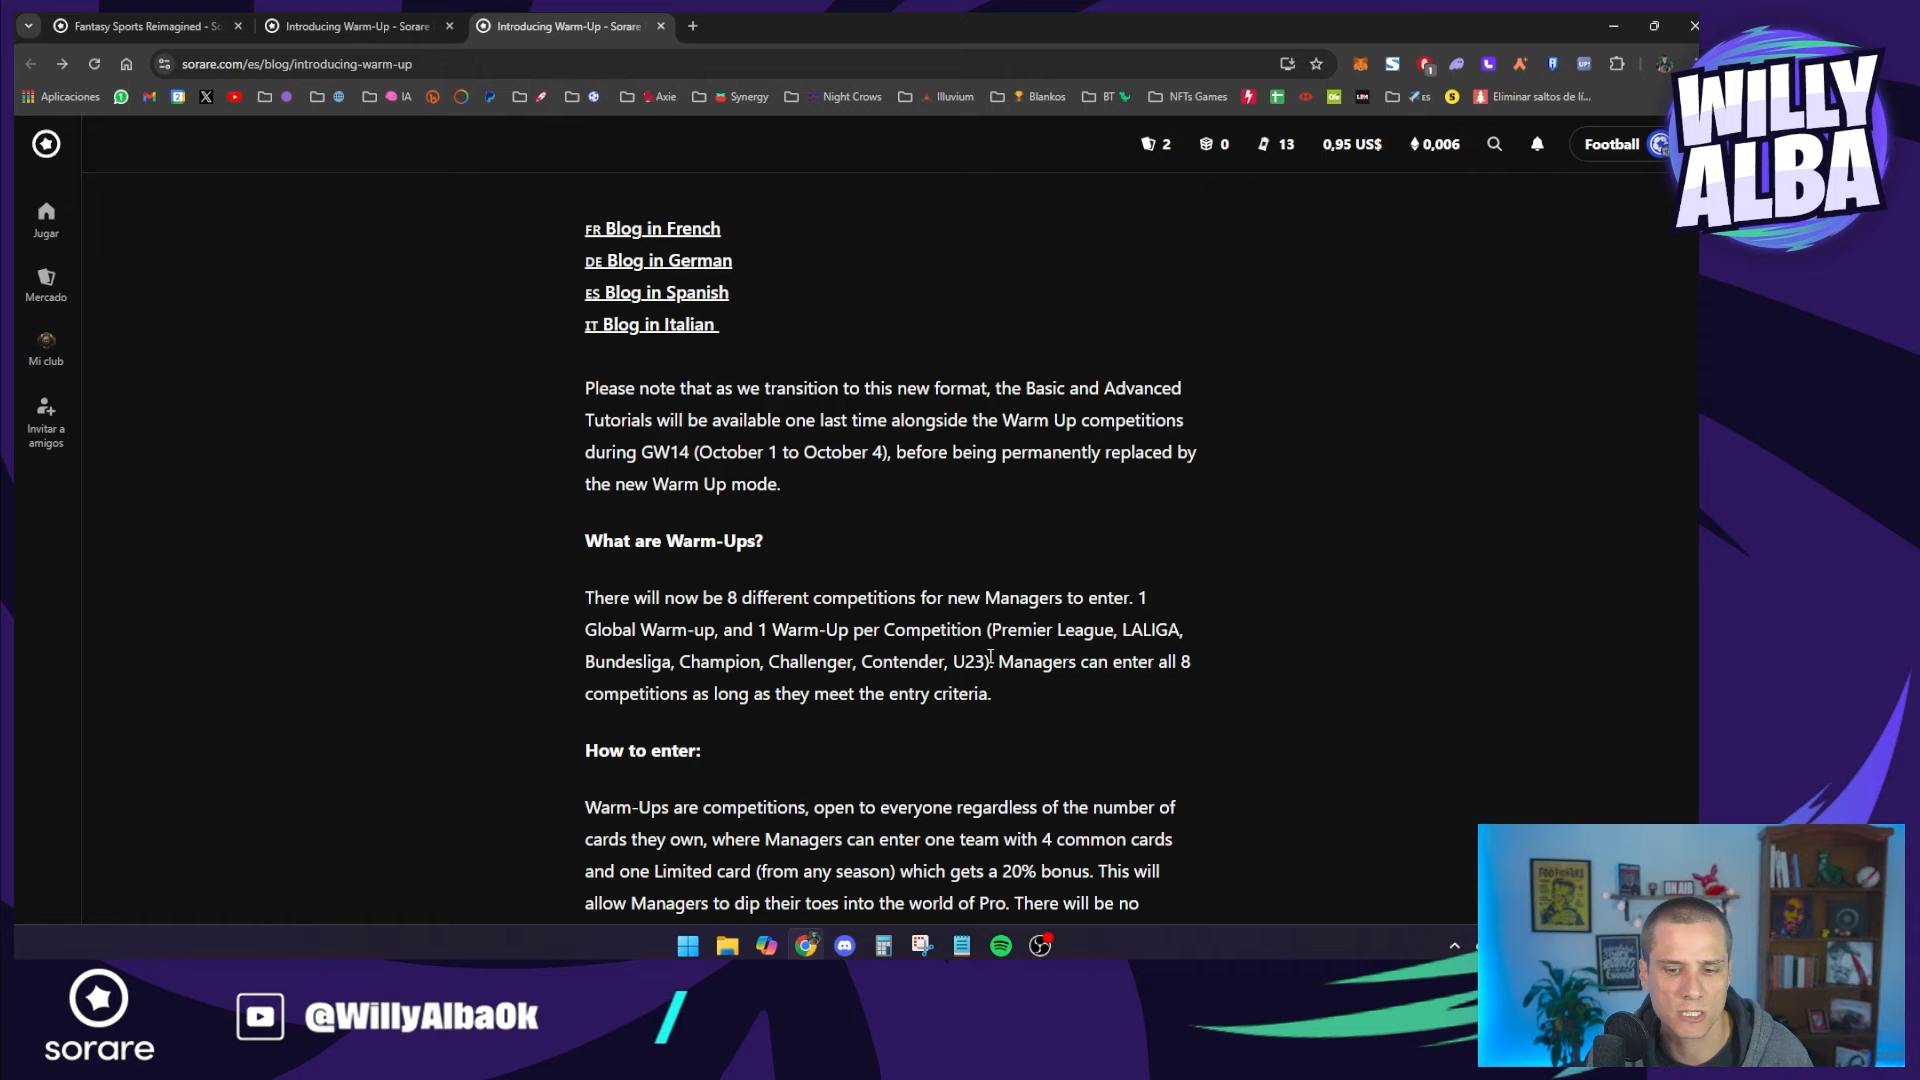 Fantasy Sports Reimagined - So
Introducing Warm-Up - Sorare
Introducing Warm-Up - Sorare
sorare.com/es/blog/introducing-warm-up
Aplicaciones
IA
Axie
Synergy
Night Crows
Illuvium
Blankos
BT
NFTs Games
ES
Eliminar saltos de lí...
WILLY
ALBA
2
0
13
0,95 US$
0,006
Football
Jugar
Mercado
Mi club
Invitar a
amigos
FR Blog in French
DE Blog in German
ES Blog in Spanish
IT Blog in Italian
Please note that as we transition to this new format, the Basic and Advanced
Tutorials will be available one last time alongside the Warm Up competitions
during GW14 (October 1 to October 4), before being permanently replaced by
the new Warm Up mode.
What are Warm-Ups?
There will now be 8 different competitions for new Managers to enter. 1
Global Warm-up, and 1 Warm-Up per Competition (Premier League, LALIGA,
Bundesliga, Champion, Challenger, Contender, U23). Managers can enter all 8
competitions as long as they meet the entry criteria.
How to enter:
Warm-Ups are competitions, open to everyone regardless of the number of
cards they own, where Managers can enter one team with 4 common cards
and one Limited card (from any season) which gets a 20% bonus. This will
allow Managers to dip their toes into the world of Pro. There will be no
FOO FIGHTERS
ON AIR
sorare
@WillyAlbaOk